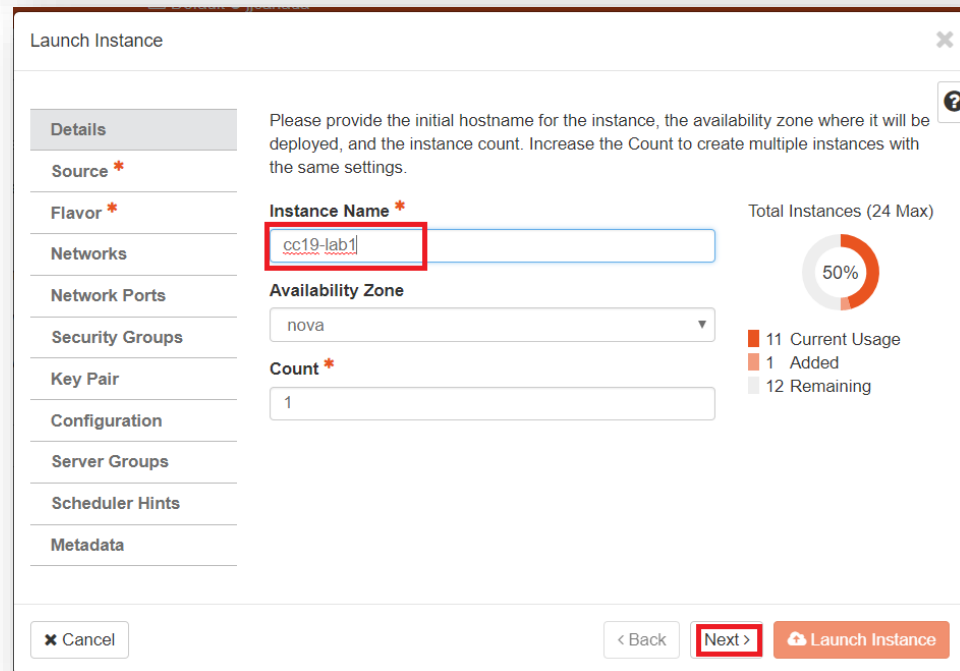 Launch Instance
Details
Source *
Flavor *
Networks
Network Ports
Security Groups
Key Pair
Configuration
Server Groups
Scheduler Hints
Metadata
Please provide the initial hostname for the instance, the availability zone where it will be
deployed, and the instance count. Increase the Count to create multiple instances with
the same settings.
Instance Name *
cc19-lab1
Availability Zone
nova
Count *
1
Total Instances (24 Max)
50%
11 Current Usage
1 Added
12 Remaining
✖ Cancel
< Back
Next >
Launch Instance